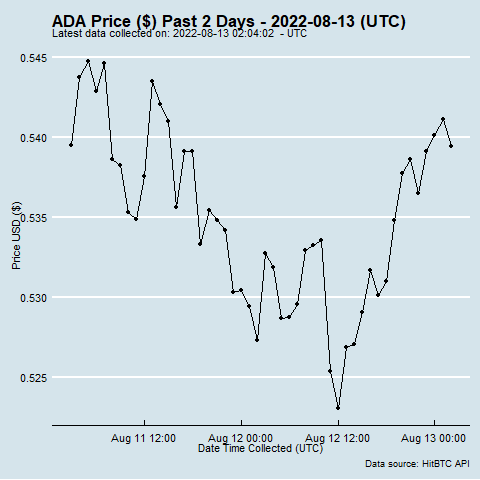 ADA Price ($) Past 2 Days - 2022-08-13 (UTC)
Latest data collected on: 2022-08-13 02:04:02  - UTC
0.545
0.540
0.535
0.530
0.525
Price USD ($)
Aug 11 12:00
Aug 12 00:00
Aug 12 12:00
Aug 13 00:00
Date Time Collected (UTC)
Data source: HitBTC API